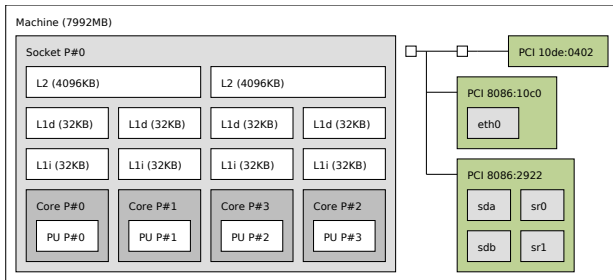 Machine (7992MB)
Socket P#0
L2 (4096KB) L2 (4096KB)
L1d (32KB) L1d (32KB) L1d (32KB) L1d (32KB)
L1i (32KB) L1i (32KB) L1i (32KB) L1i (32KB)
Core P#0 Core P#1 Core P#3 Core P#2
PU P#0 PU P#1 PU P#2 PU P#3
PCI 10de:0402
PCI 8086:10c0
eth0
PCI 8086:2922
sda sr0
sdb sr1